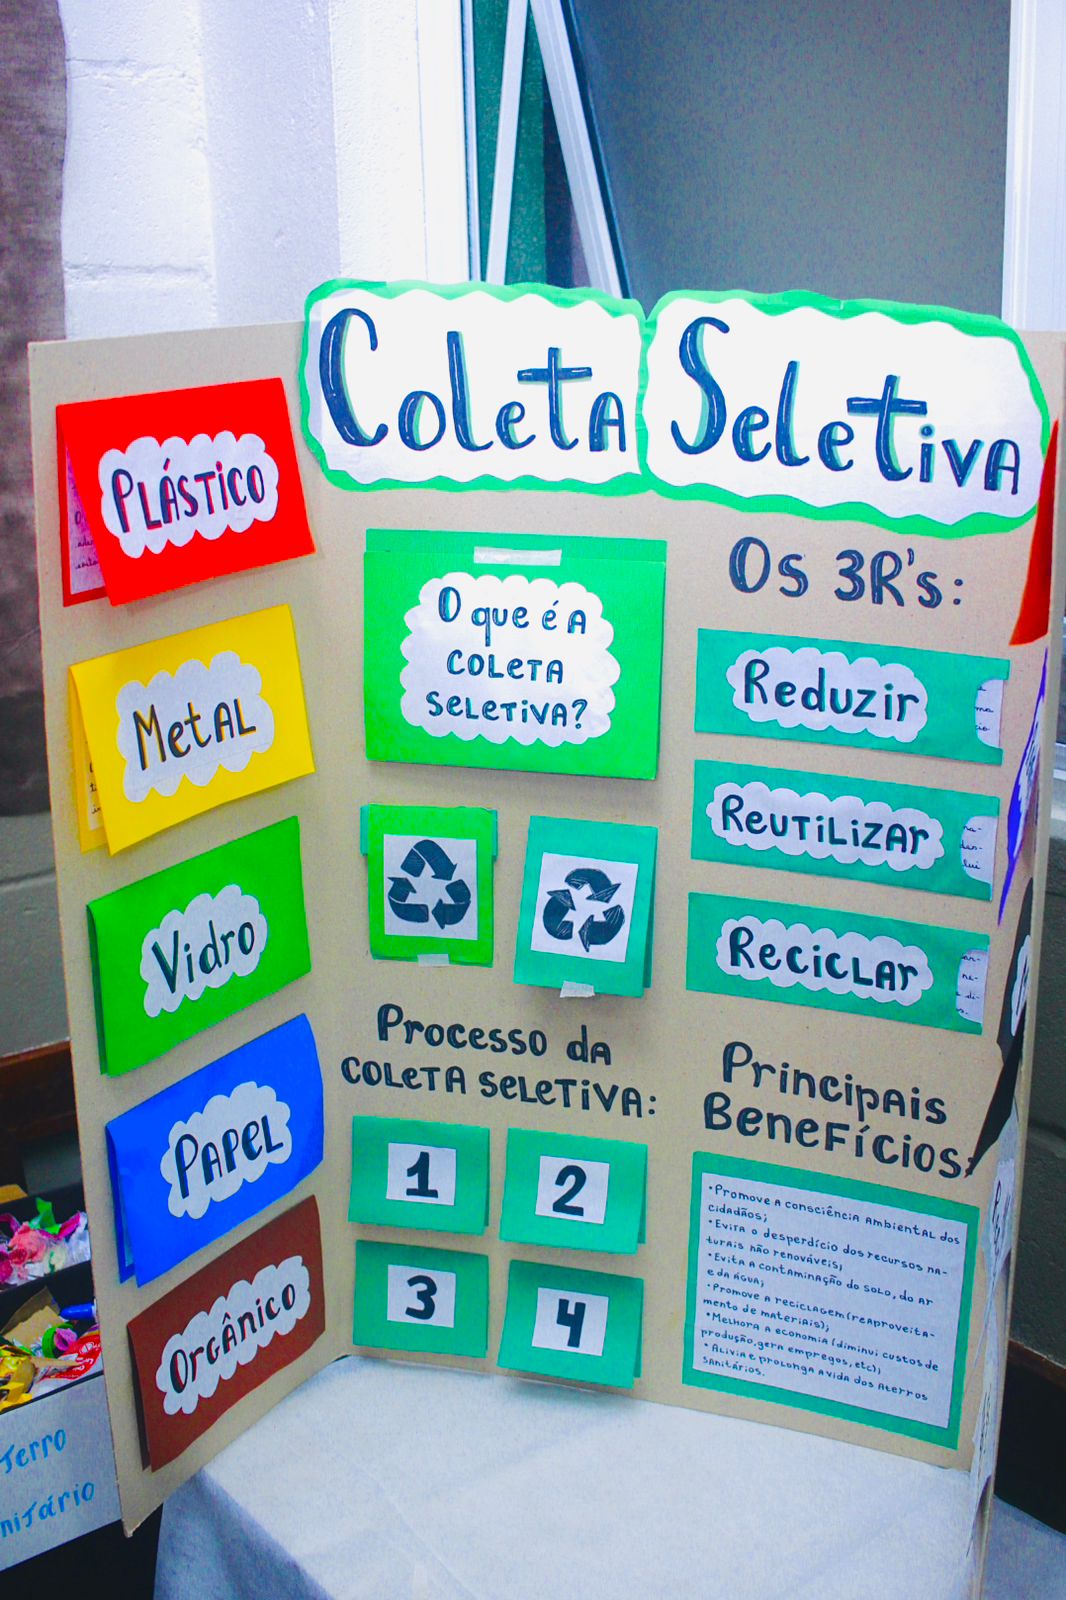 Coleta Seletiva
Plástico
Metal
Vidro
Papel
Orgânico
O que é a
coleta
seletiva?
Processo da
coleta seletiva:
1
2
3
4
Os 3R's:
Reduzir
Reutilizar
Reciclar
Principais
Benefícios:
• Promove a consciência ambiental dos
cidadãos;
• Evira o desperdício dos recursos na-
turais não renováveis;
• Evita a contaminação do solo, do ar
e da água;
• Promove a reciclagem (reaproveita-
mento de materiais);
• Melhora a economia (diminui custos de
produção, gera empregos, etc);
• Alivia e prolonga a vida dos aterros
sanitários.
terro
nitário